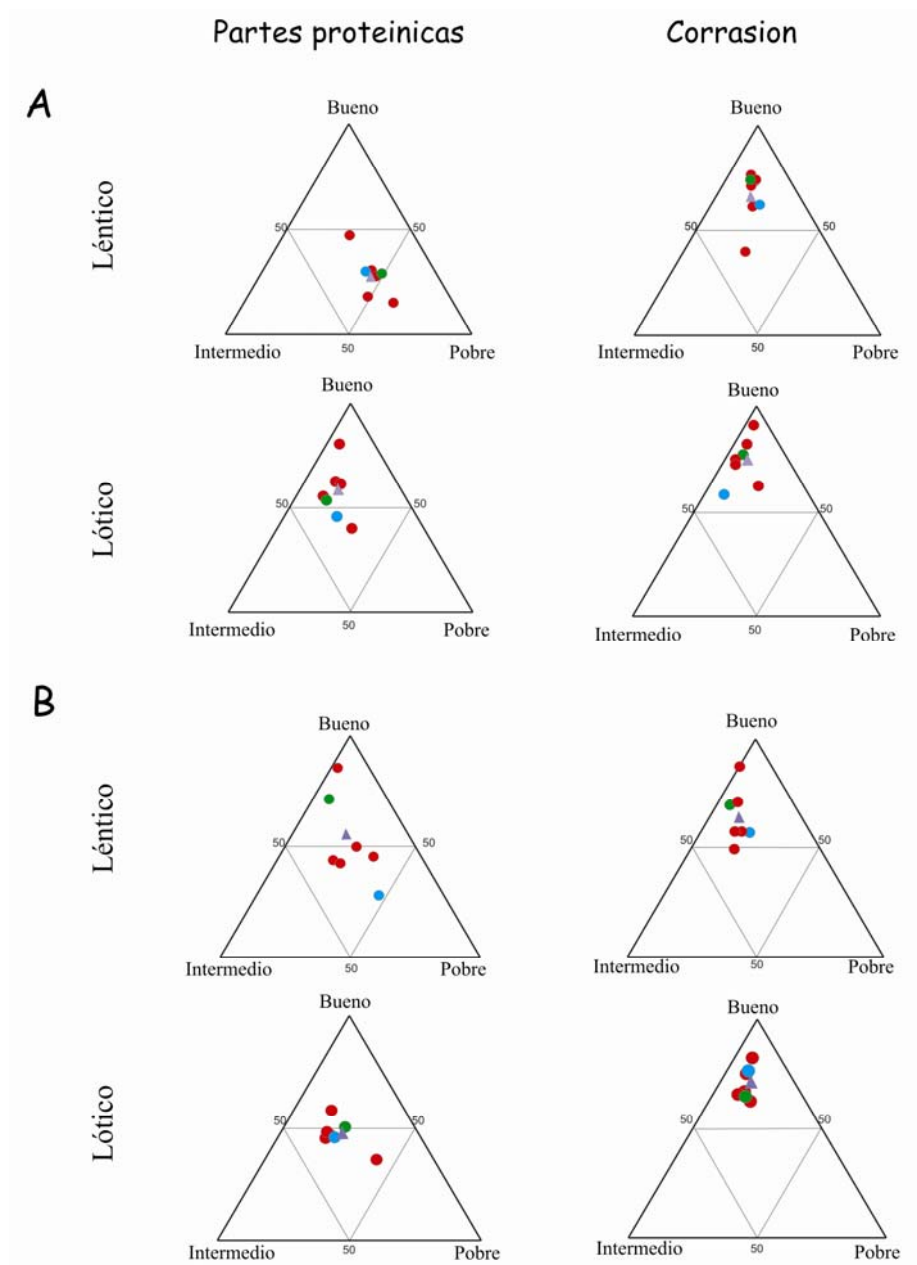 Partes proteinicas Corrasion
A
Léntico
Bueno Bueno
50 50 50 50
Intermedio 50 Pobre Intermedio 50 Pobre
Lótico
Bueno Bueno
50 50 50 50
Intermedio 50 Pobre Intermedio 50 Pobre
B
Léntico
Bueno Bueno
50 50 50 50
Intermedio 50 Pobre Intermedio 50 Pobre
Lótico
Bueno Bueno
50 50 50 50
Intermedio 50 Pobre Intermedio 50 Pobre